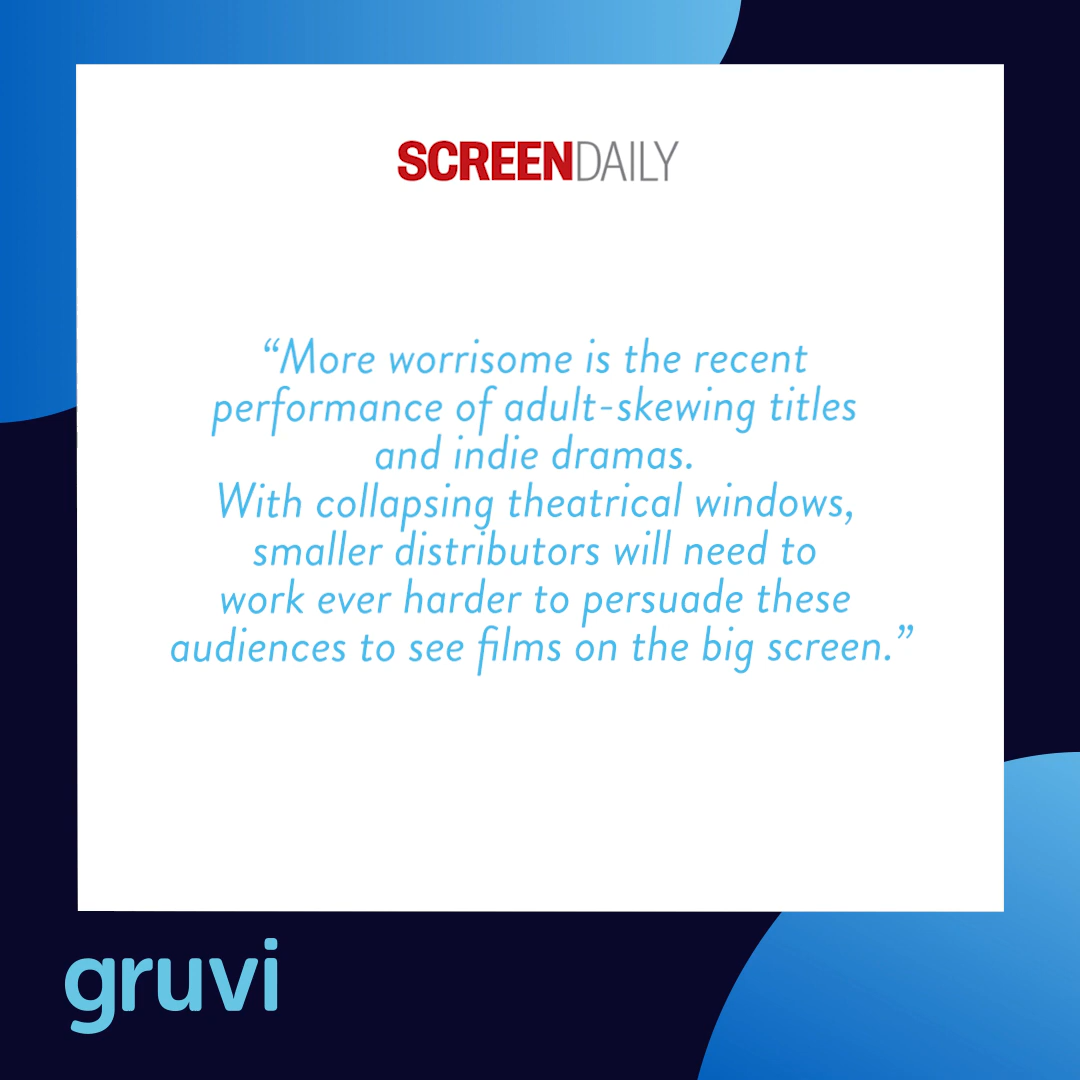 SCREENDAILY
“More worrisome is the recent
performance of adult-skewing titles
and indie dramas.
With collapsing theatrical windows,
smaller distributors will need to
work ever harder to persuade these
audiences to see films on the big screen.”
gruvi